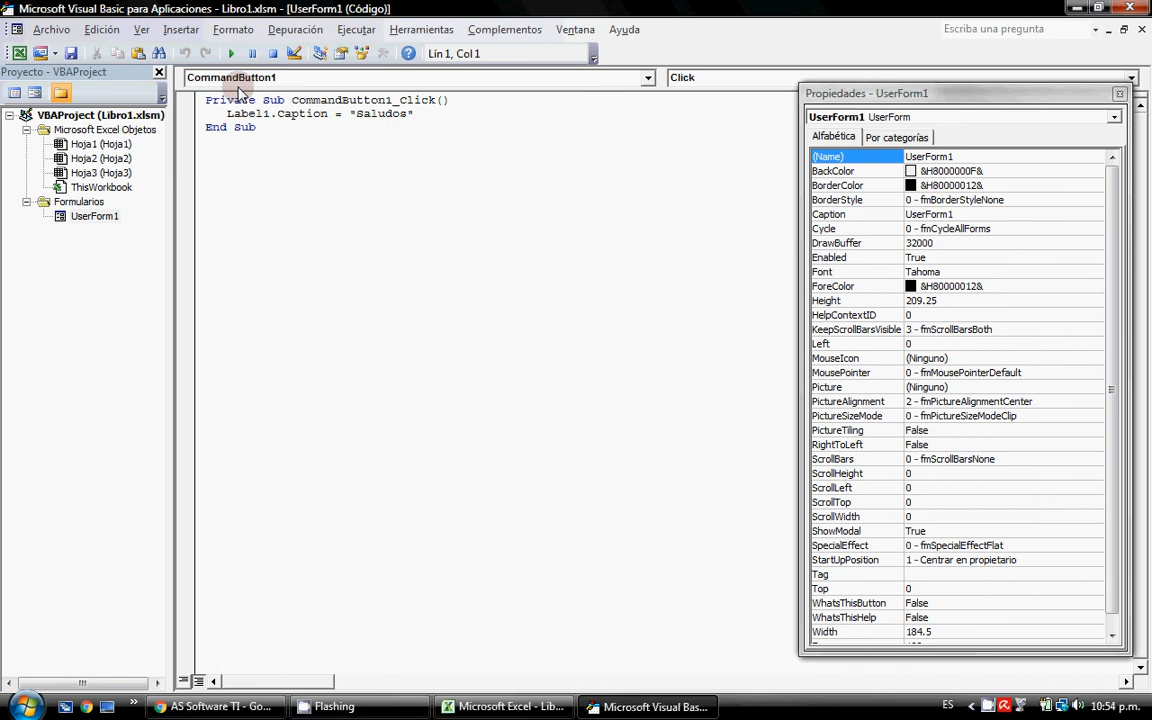 Microsoft Visual Basic para Aplicaciones - Libro1.xlsm - [UserForm1 (Código)]
Archivo Edición Ver Insertar Formato Depuración Ejecutar Herramientas Complementos Ventana Ayuda
Escriba una pregunta
Lín 1, Col 1
Proyecto - VBAProject
CommandButton1
Click
Private Sub CommandButton1_Click()
Label1.Caption = "Saludos"
End Sub
VBAProject (Libro1.xlsm)
Microsoft Excel Objetos
Hoja1 (Hoja1)
Hoja2 (Hoja2)
Hoja3 (Hoja3)
ThisWorkbook
Formularios
UserForm1
Propiedades - UserForm1
UserForm1 UserForm
Alfabética Por categorías
(Name) UserForm1
BackColor &H8000000F&
BorderColor &H80000012&
BorderStyle 0 - fmBorderStyleNone
Caption UserForm1
Cycle 0 - fmCycleAllForms
DrawBuffer 32000
Enabled True
Font Tahoma
ForeColor &H80000012&
Height 209.25
HelpContextID 0
KeepScrollBarsVisible 3 - fmScrollBarsBoth
Left 0
MouseIcon (Ninguno)
MousePointer 0 - fmMousePointerDefault
Picture (Ninguno)
PictureAlignment 2 - fmPictureAlignmentCenter
PictureSizeMode 0 - fmPictureSizeModeClip
PictureTiling False
RightToLeft False
ScrollBars 0 - fmScrollBarsNone
ScrollHeight 0
ScrollLeft 0
ScrollTop 0
ScrollWidth 0
ShowModal True
SpecialEffect 0 - fmSpecialEffectFlat
StartUpPosition 1 - Centrar en propietario
Tag
Top 0
WhatsThisButton False
WhatsThisHelp False
Width 184.5
AS Software TI - Go...
Flashing
Microsoft Excel - Lib...
Microsoft Visual Bas...
ES
10:54 p.m.